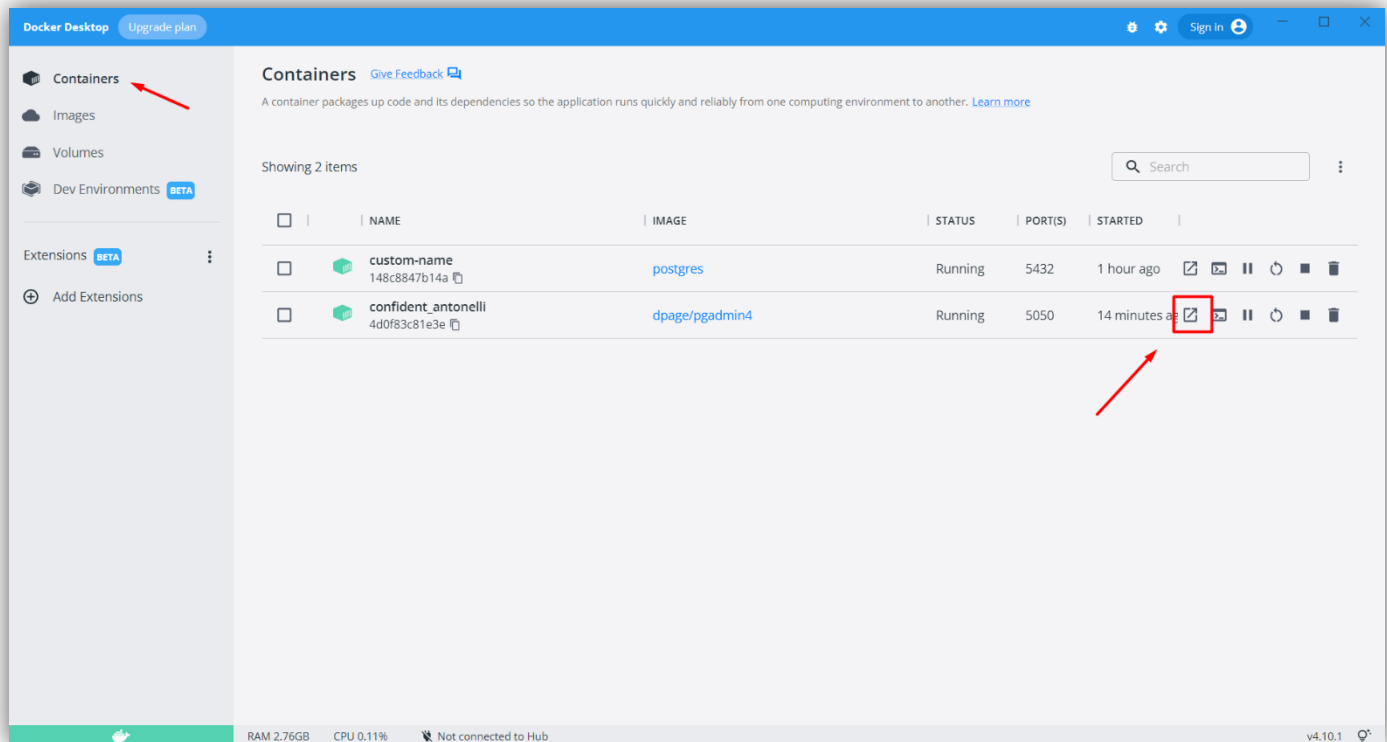 Docker Desktop Upgrade plan Sign in
Containers
Images
Volumes
Dev Environments BETA
Extensions BETA
Add Extensions
Containers Give Feedback
A container packages up code and its dependencies so the application runs quickly and reliably from one computing environment to another. Learn more
Showing 2 items Search
NAME IMAGE STATUS PORT(S) STARTED
custom-name
148c8847b14a postgres Running 5432 1 hour ago
confident_antonelli
4d0f83c81e3e dpage/pgadmin4 Running 5050 14 minutes ag
RAM 2.76GB CPU 0.11% Not connected to Hub v4.10.1